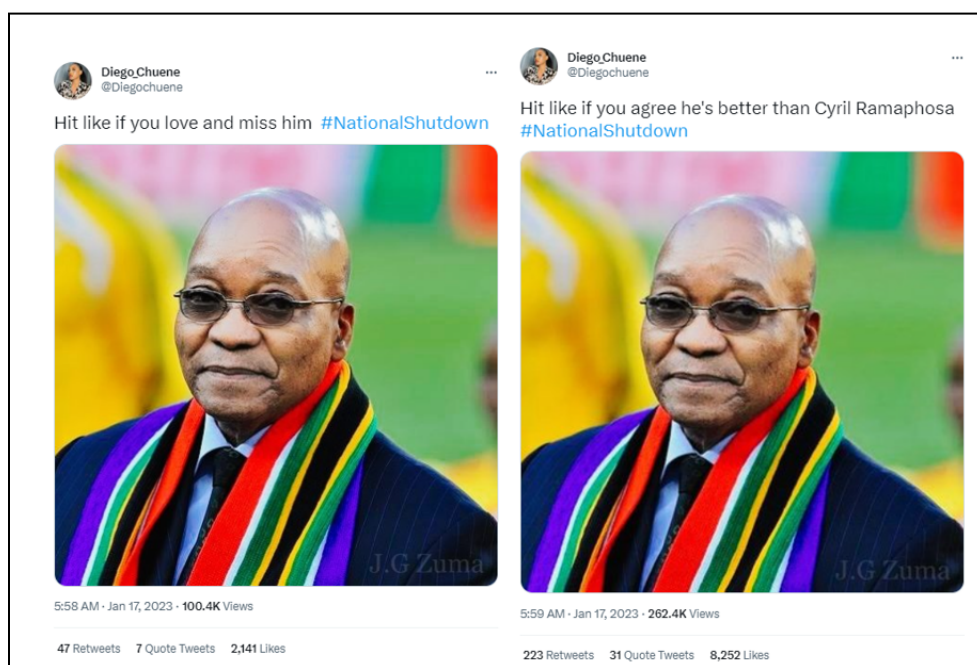 Diego_Chuene
@Diegochuene
Hit like if you love and miss him #NationalShutdown
J.G Zuma
5:58 AM · Jan 17, 2023 · 100.4K Views
47 Retweets 7 Quote Tweets 2,141 Likes
Diego_Chuene
@Diegochuene
Hit like if you agree he's better than Cyril Ramaphosa
#NationalShutdown
J.G Zuma
5:59 AM · Jan 17, 2023 · 262.4K Views
223 Retweets 31 Quote Tweets 8,252 Likes